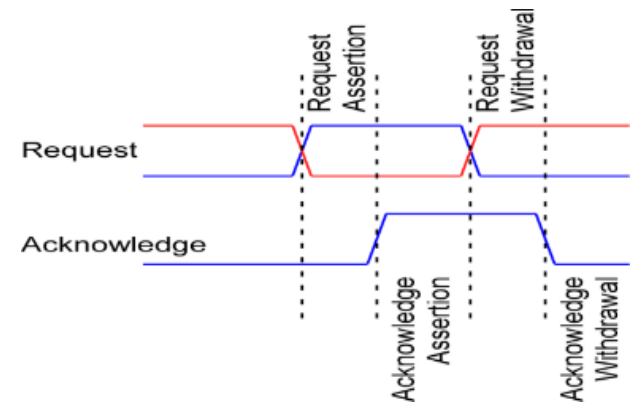 Request
Assertion
Request
Withdrawal
Request
Acknowledge
Acknowledge
Assertion
Acknowledge
Withdrawal